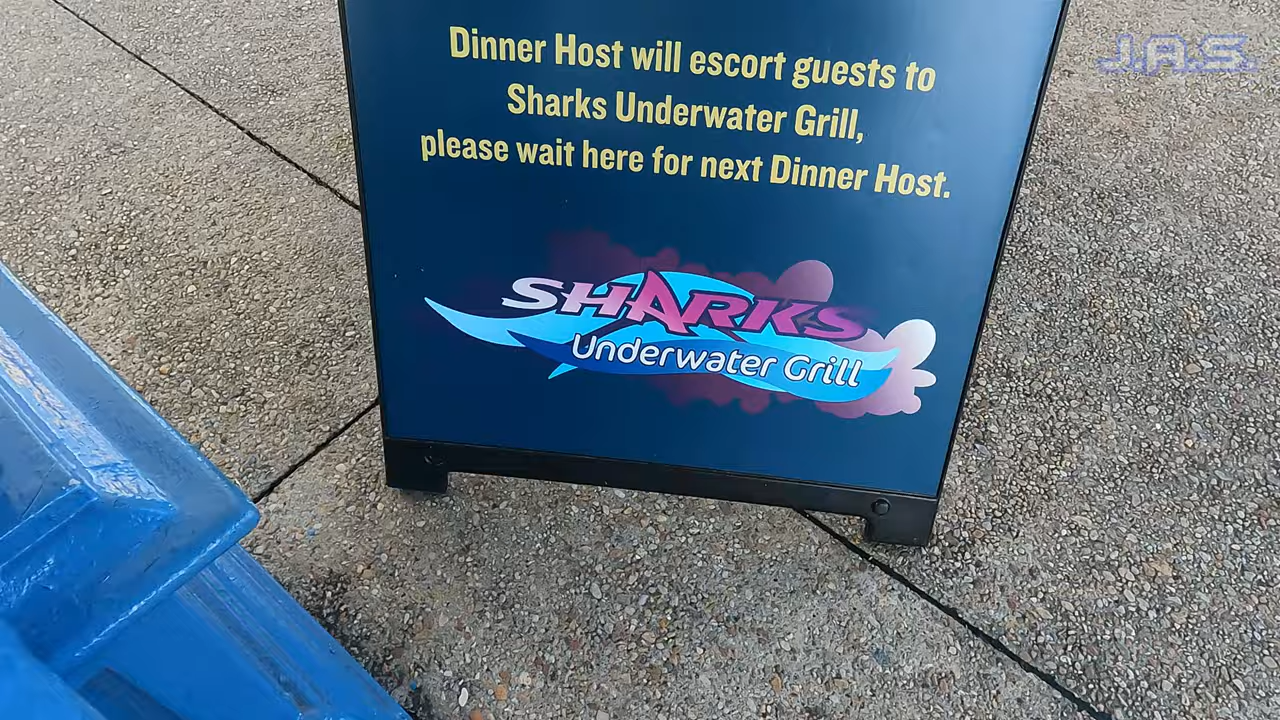 J.A.S.
Dinner Host will escort guests to
Sharks Underwater Grill,
please wait here for next Dinner Host.
SHARKS
Underwater Grill